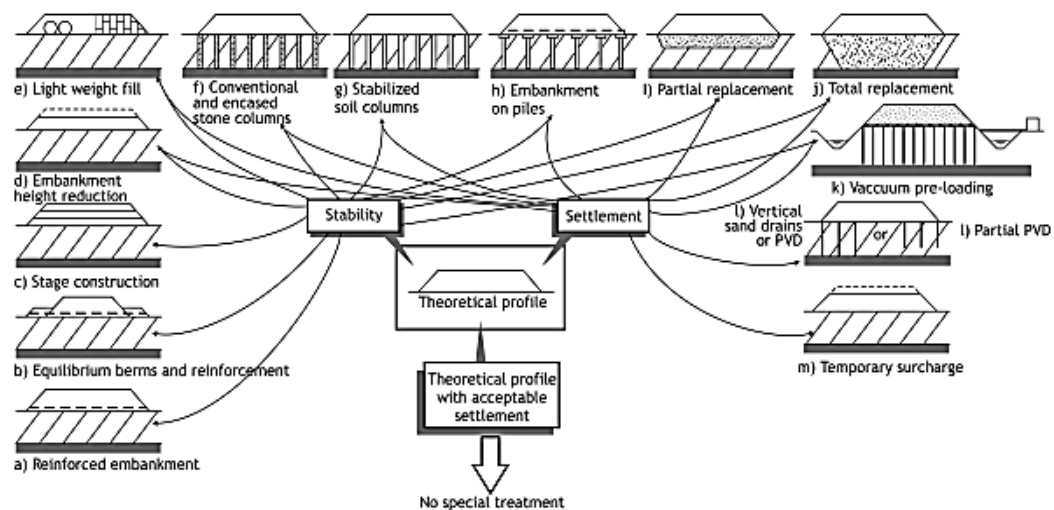 e) Light weight fill
f) Conventional
and encased
stone columns
g) Stabilized
soil columns
h) Embankment
on piles
l) Partial replacement
j) Total replacement
d) Embankment
height reduction
k) Vaccuum pre-loading
Stability
Settlement
l) Vertical
sand drains
or PVD
or
l) Partial PVD
c) Stage construction
Theoretical profile
b) Equilibrium berms and reinforcement
m) Temporary surcharge
Theoretical profile
with acceptable
settlement
a) Reinforced embankment
No special treatment